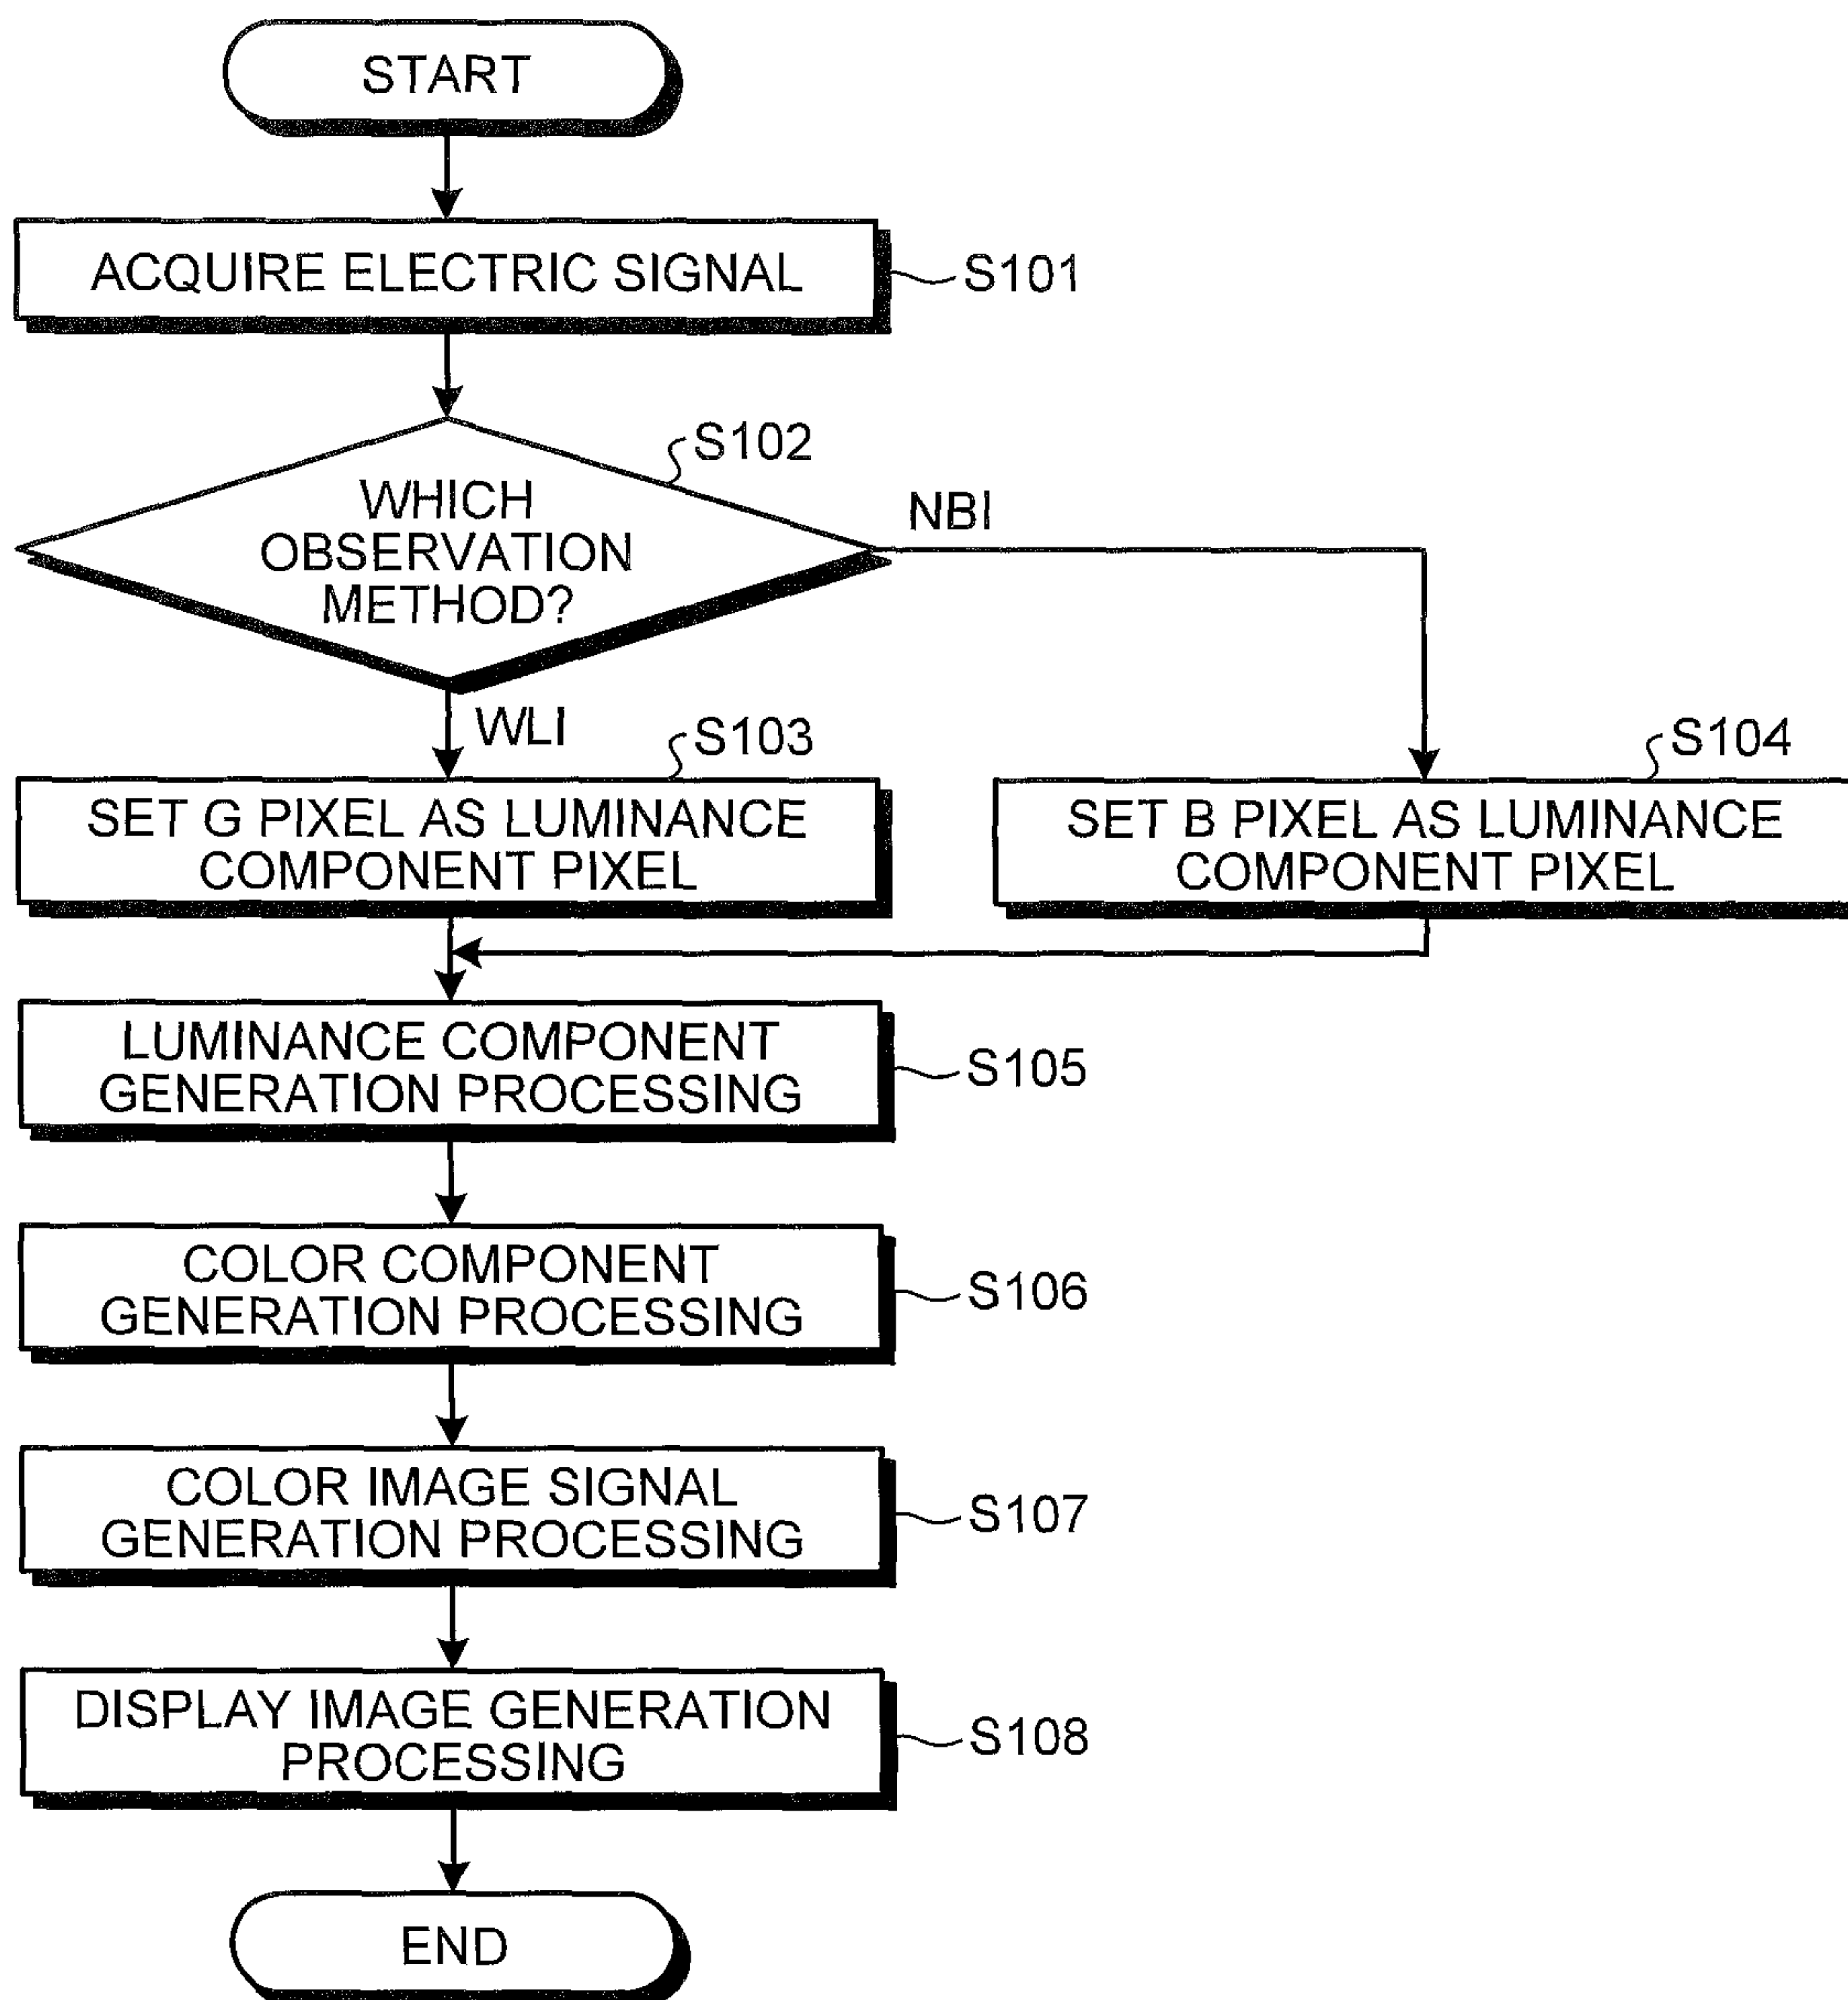 START
ACQUIRE ELECTRIC SIGNAL
S101
S102
WHICH
OBSERVATION
METHOD?
NBI
WLI
S103
SET G PIXEL AS LUMINANCE
COMPONENT PIXEL
S104
SET B PIXEL AS LUMINANCE
COMPONENT PIXEL
LUMINANCE COMPONENT
GENERATION PROCESSING
S105
COLOR COMPONENT
GENERATION PROCESSING
S106
COLOR IMAGE SIGNAL
GENERATION PROCESSING
S107
DISPLAY IMAGE GENERATION
PROCESSING
S108
END